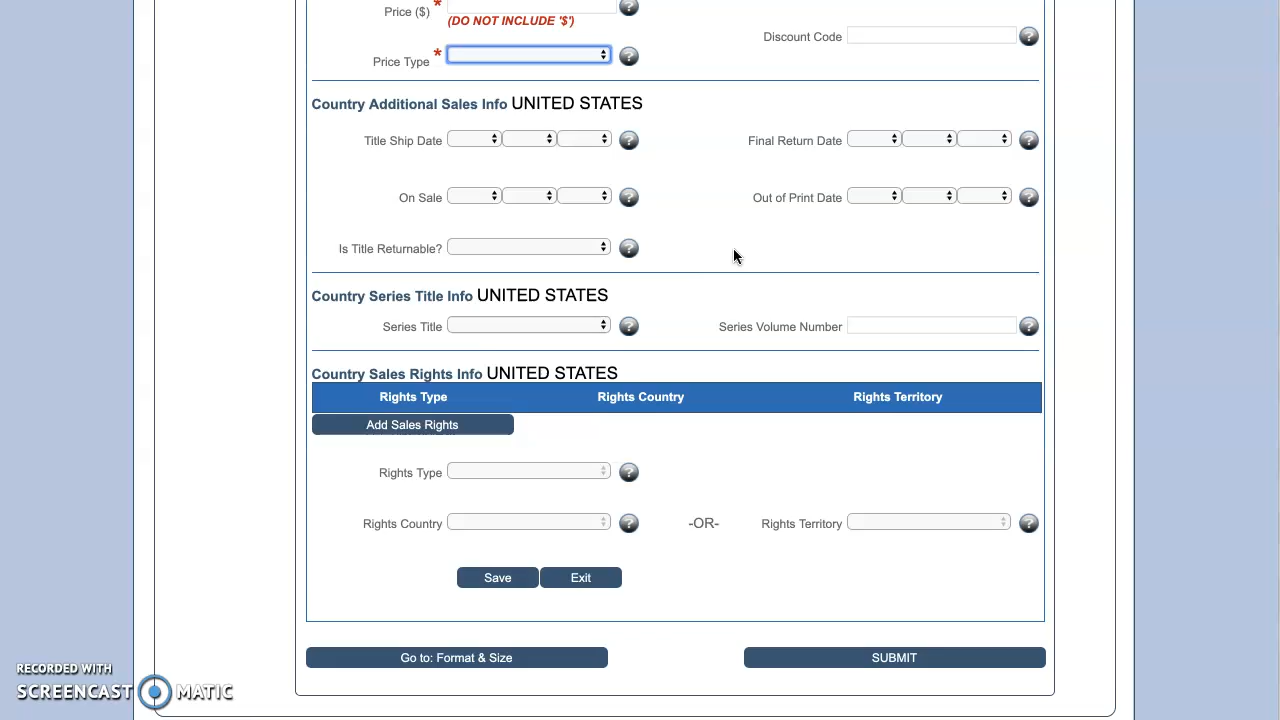 Price ($) *
(DO NOT INCLUDE '$')
Discount Code
Price Type *
Country Additional Sales Info UNITED STATES
Title Ship Date
Final Return Date
On Sale
Out of Print Date
Is Title Returnable?
Country Series Title Info UNITED STATES
Series Title
Series Volume Number
Country Sales Rights Info UNITED STATES
Rights Type Rights Country Rights Territory
Add Sales Rights
Rights Type
Rights Country
-OR-
Rights Territory
Save Exit
Go to: Format & Size
SUBMIT
RECORDED WITH
SCREENCAST MATIC